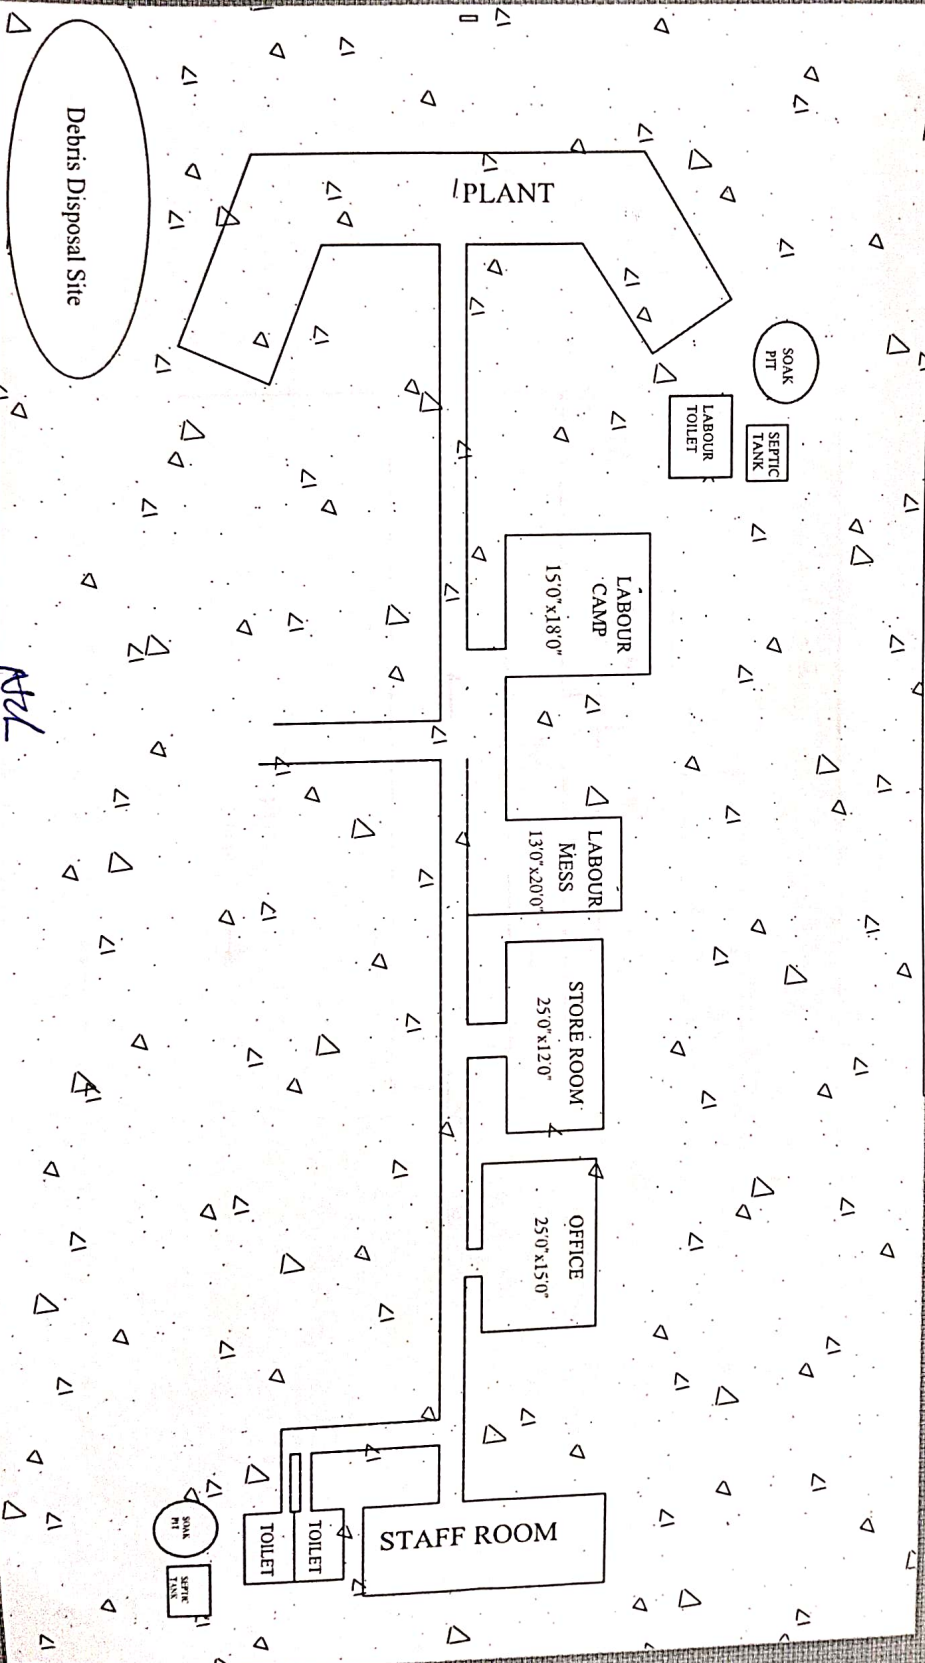 Debris Disposal Site
PLANT
SOAK
PIT
SEPTIC
TANK
LABOUR
TOILET
LABOUR
CAMP
15'0"x18'0"
LABOUR
MESS
13'0"x20'0"
STORE ROOM
25'0"x12'0"
OFFICE
25'0"x15'0"
STAFF ROOM
TOILET
TOILET
SOAK
PIT
SEPTIC
TANK